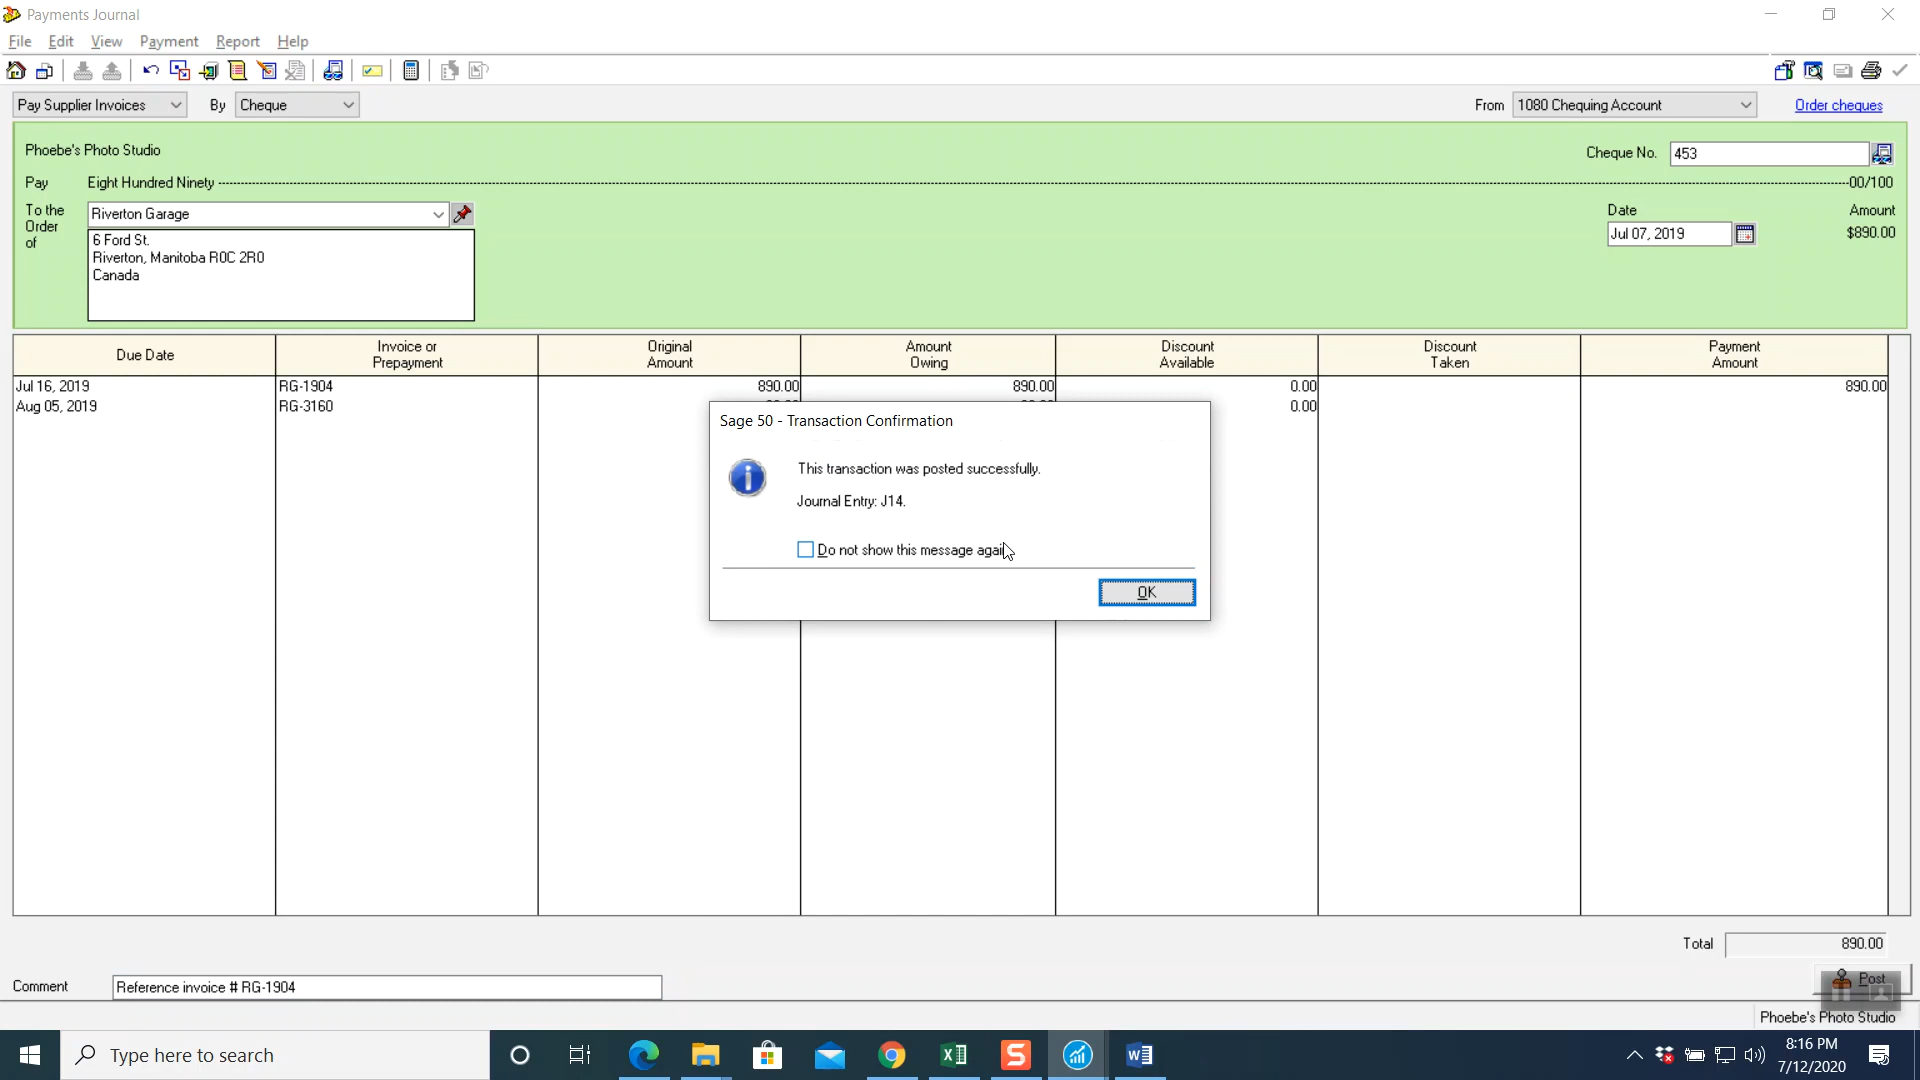 Payments Journal
File Edit View Payment Report Help
Pay Supplier Invoices By Cheque From 1080 Chequing Account Order cheques
Phoebe's Photo Studio Cheque No. 453
Pay Eight Hundred Ninety 00/100
To the Order of Riverton Garage Date Amount
6 Ford St. Jul 07, 2019 $890.00
Riverton, Manitoba R0C 2R0
Canada
Due Date Invoice or Prepayment Original Amount Amount Owing Discount Available Discount Taken Payment Amount
Jul 16, 2019 RG-1904 890.00 890.00 0.00 890.00
Aug 05, 2019 RG-3160 0.00
Sage 50 - Transaction Confirmation
This transaction was posted successfully.
Journal Entry: J14.
Do not show this message again
OK
Total 890.00
Comment Reference invoice # RG-1904 Post
Phoebe's Photo Studio
Type here to search 8:16 PM
7/12/2020